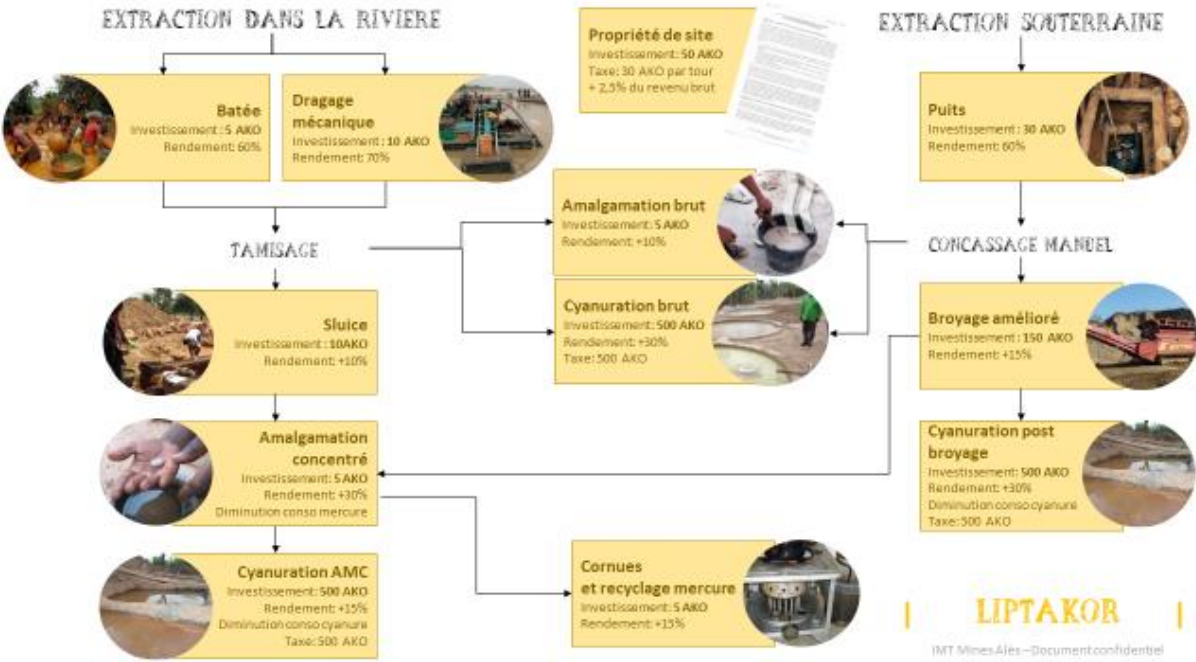 EXTRACTION DANS LA RIVIERE
Batée
Investissement : 5 AKO
Rendement: 60%
Dragage
mécanique
Investissement : 10 AKO
Rendement: 70%
TAMISAGE
Sluice
Investissement : 10AKO
Rendement: +10%
Amalgamation
concentré
Investissement: 5 AKO
Rendement: +30%
Diminution conso mercure
Cyanuration AMC
Investissement: 500 AKO
Rendement: +15%
Diminution conso cyanure
Taxe: 500 AKO
Propriété de site
Investissement: 50 AKO
Taxe: 30 AKO par tour
+ 2,5% du revenu brut
Amalgamation brut
Investissement: 5 AKO
Rendement: +10%
Cyanuration brut
Investissement: 500 AKO
Rendement: +30%
Taxe: 500 AKO
Cornues
et recyclage mercure
Investissement: 5 AKO
Rendement: +15%
EXTRACTION SOUTERRAINE
Puits
Investissement : 30 AKO
Rendement: 60%
CONCASSAGE MANUEL
Broyage amélioré
Investissement: 150 AKO
Rendement: +15%
Cyanuration post
broyage
Investissement: 500 AKO
Rendement: +30%
Diminution conso cyanure
Taxe: 500 AKO
LIPTAKOR
IMT Mines Alès – Document confidentiel